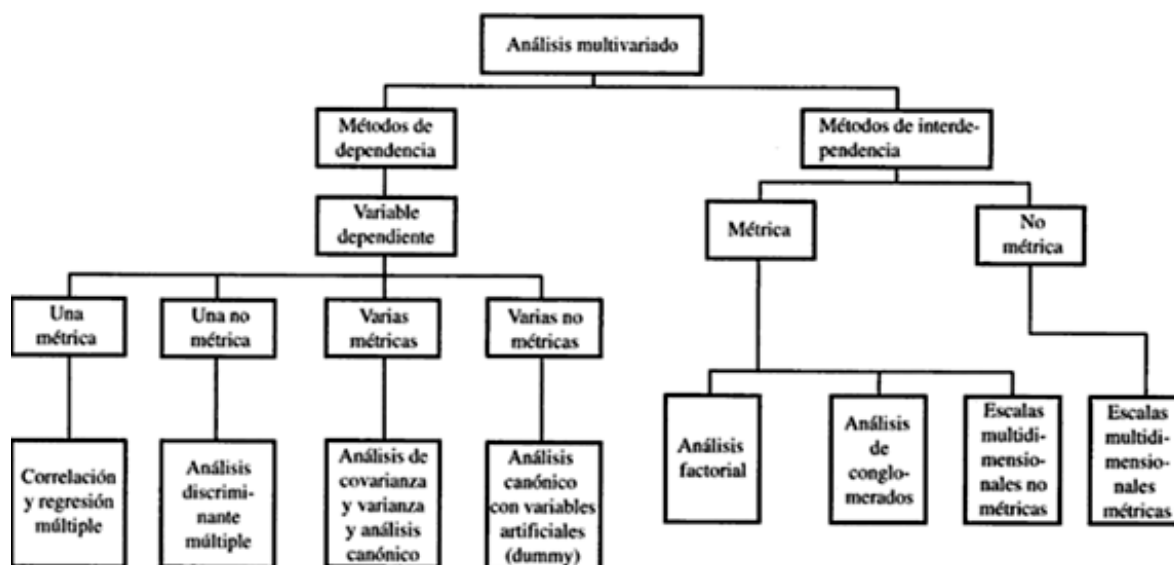 Análisis multivariado
Métodos de
dependencia
Métodos de interde-
pendencia
Variable
dependiente
Métrica
No
métrica
Una
métrica
Una no
métrica
Varias
métricas
Varias no
métricas
Correlación
y regresión
múltiple
Análisis
discrimi-
nante
múltiple
Análisis de
covarianza
y varianza
y análisis
canónico
Análisis
canónico
con variables
artificiales
(dummy)
Análisis
factorial
Análisis
de
conglo-
merados
Escalas
multidi-
mensio-
nales no
métricas
Escalas
multidi-
mensio-
nales
métricas